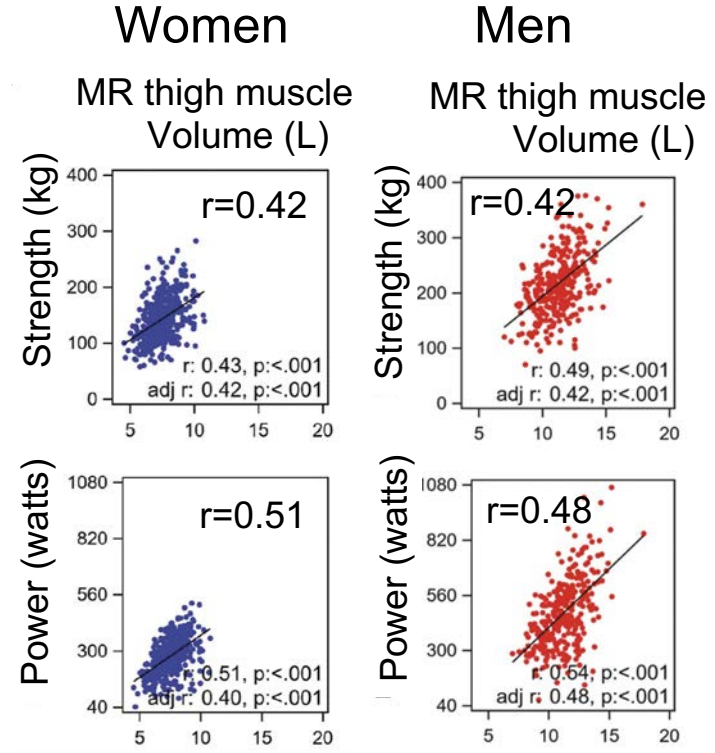 Women
Men
MR thigh muscle
Volume (L)
MR thigh muscle
Volume (L)
Strength (kg)
400
300
200
100
0
r=0.42
r: 0.43, p:<.001
adj r: 0.42, p:<.001
5 10 15 20
Strength (kg)
400
300
200
100
0
r=0.42
r: 0.49, p:<.001
adj r: 0.42, p:<.001
5 10 15 20
Power (watts)
1080
820
560
300
40
r=0.51
r: 0.51, p:<.001
adj r: 0.40, p:<.001
5 10 15 20
Power (watts)
1080
820
560
300
40
r=0.48
r: 0.54, p:<.001
adj r: 0.48, p:<.001
5 10 15 20